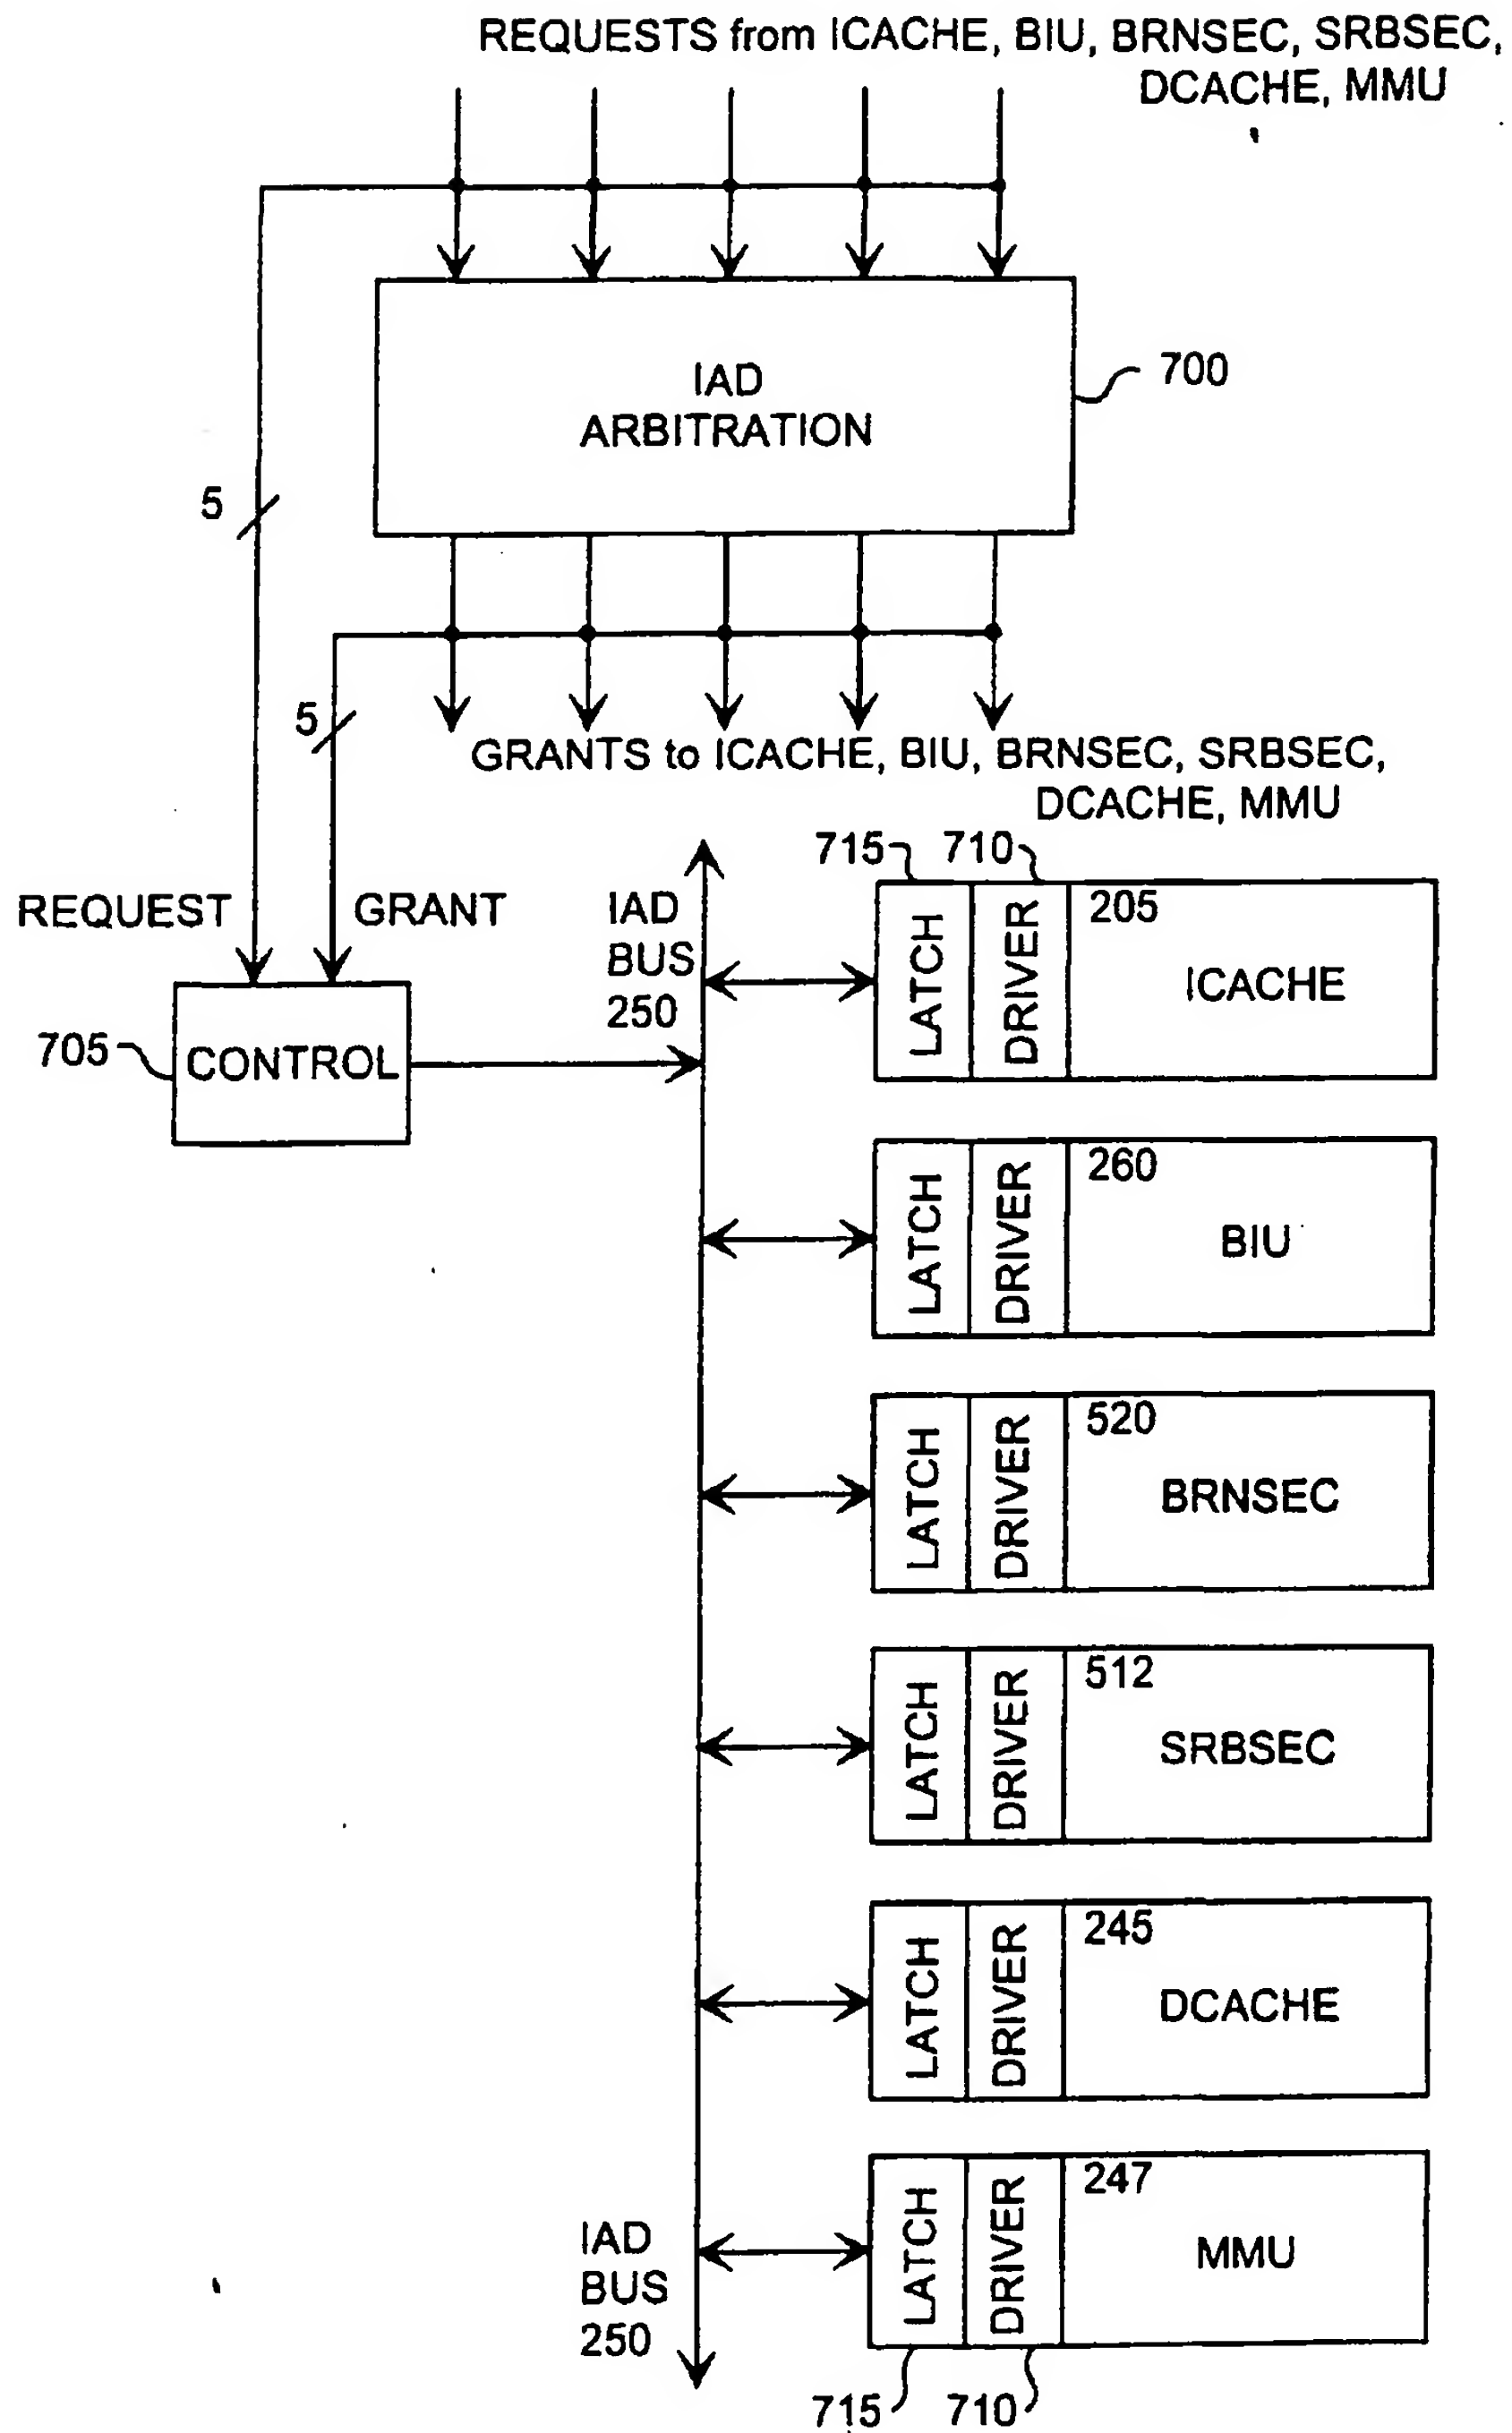 REQUESTS from ICACHE, BIU, BRNSEC, SRBSEC,
DCACHE, MMU
IAD
ARBITRATION
700
5
5
GRANTS to ICACHE, BIU, BRNSEC, SRBSEC,
DCACHE, MMU
REQUEST
GRANT
705
CONTROL
IAD
BUS
250
715
710
LATCH
DRIVER
205
ICACHE
LATCH
DRIVER
260
BIU
LATCH
DRIVER
520
BRNSEC
LATCH
DRIVER
512
SRBSEC
LATCH
DRIVER
245
DCACHE
LATCH
DRIVER
247
MMU
IAD
BUS
250
715
710